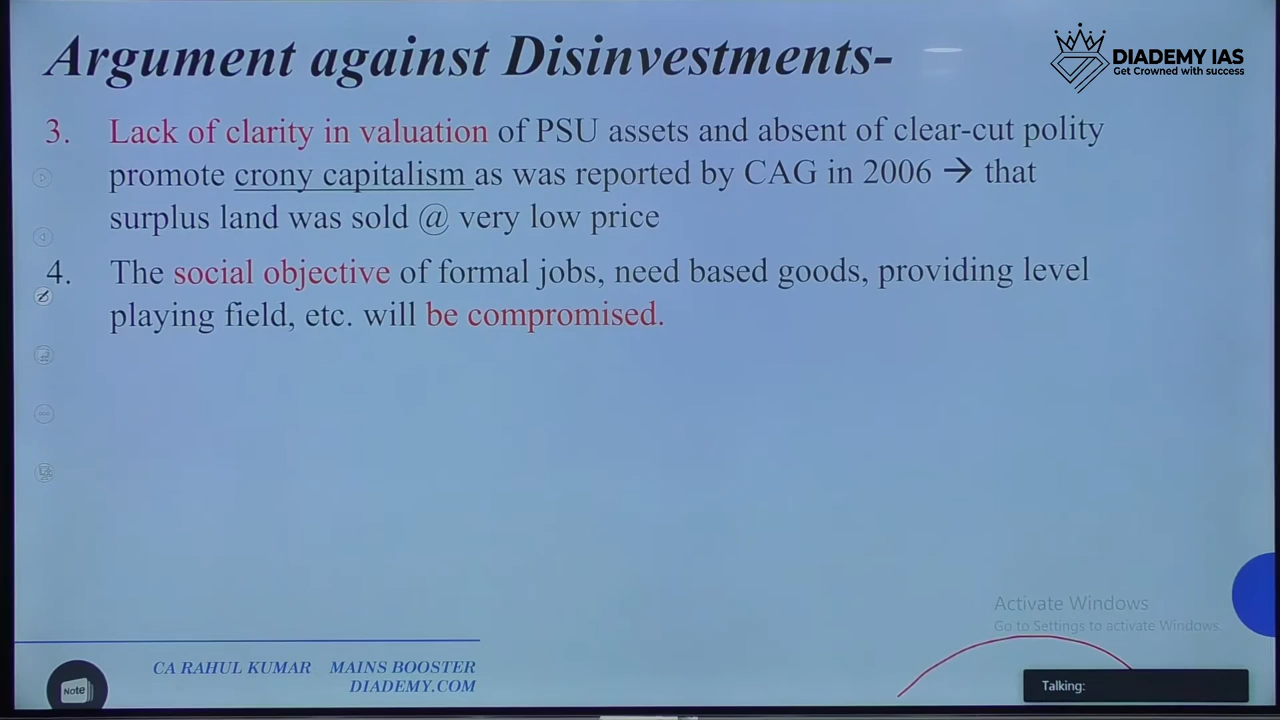 Argument against Disinvestments-
DIADEMY IAS
Get Crowned with success
3. Lack of clarity in valuation of PSU assets and absent of clear-cut polity
promote crony capitalism as was reported by CAG in 2006 → that
surplus land was sold @ very low price
4. The social objective of formal jobs, need based goods, providing level
playing field, etc. will be compromised.
Activate Windows
Go to Settings to activate Windows.
CA RAHUL KUMAR MAINS BOOSTER
DIADEMY.COM
Note
Talking: